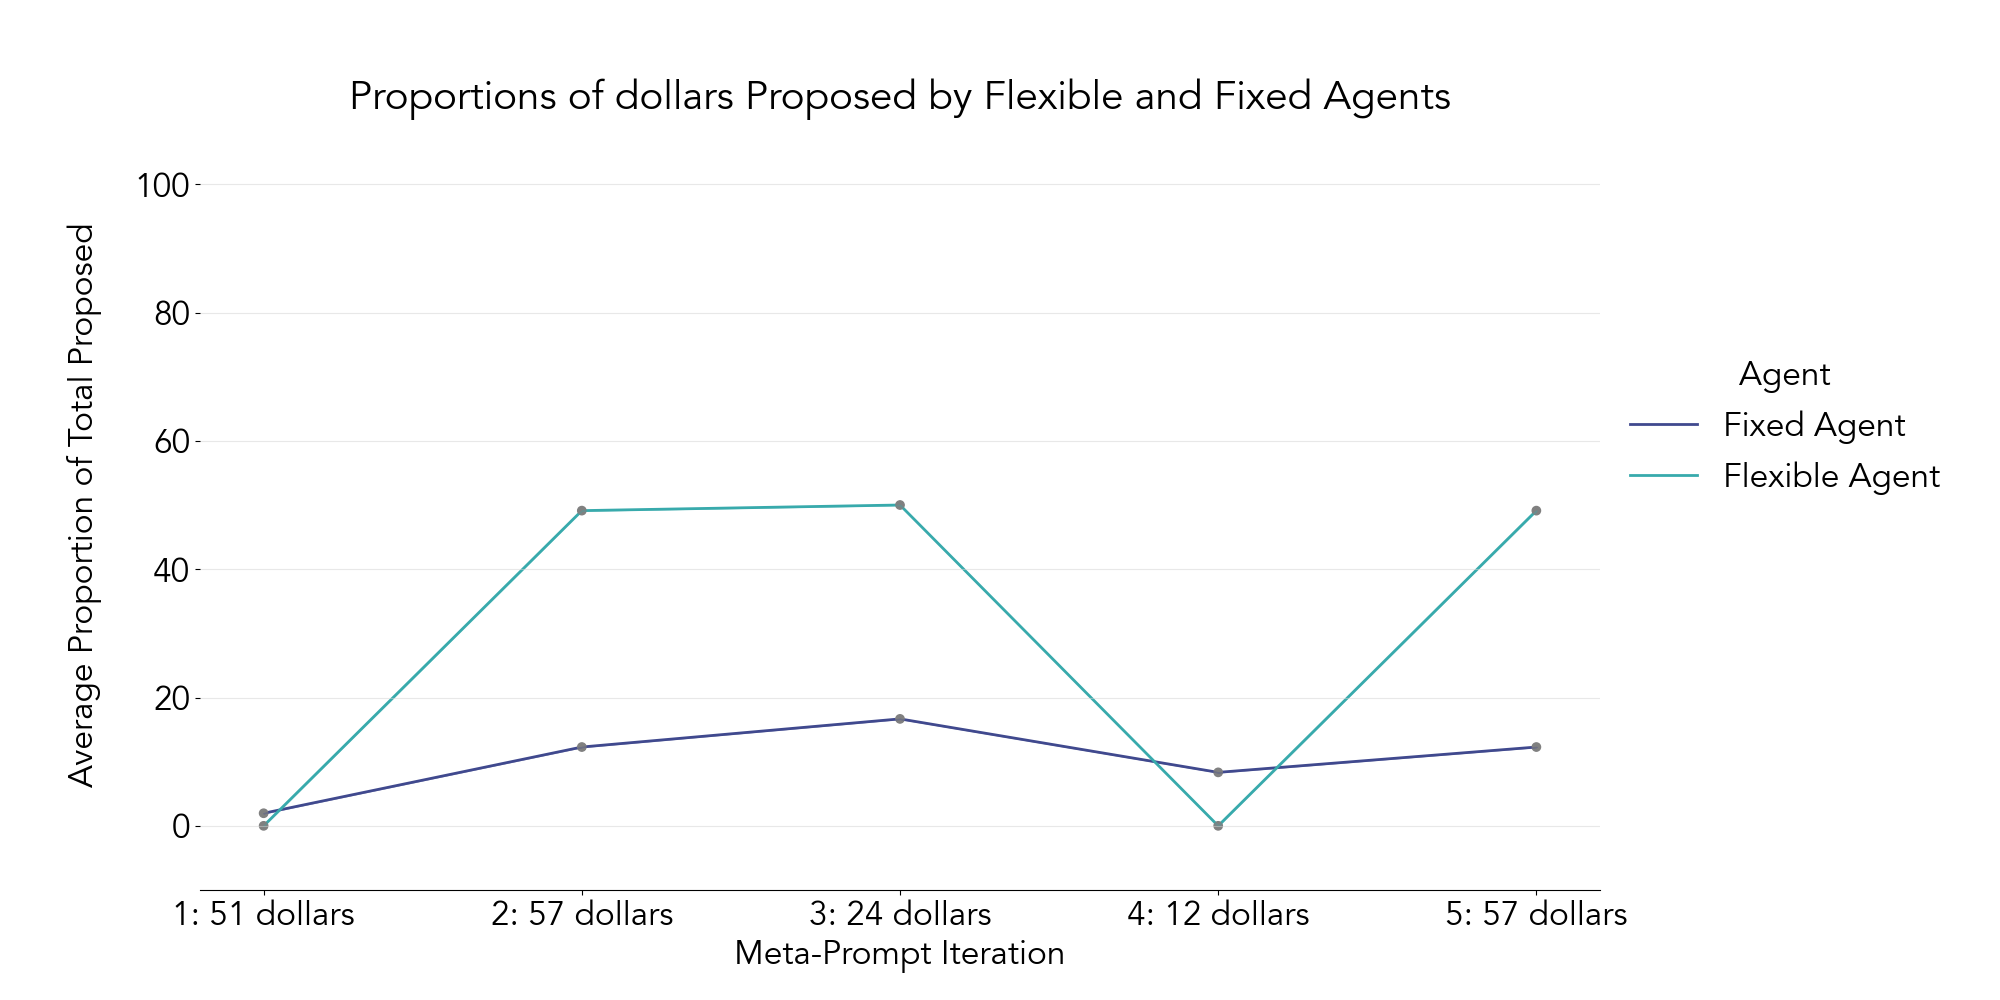 Proportions of dollars Proposed by Flexible and Fixed Agents
Average Proportion of Total Proposed
100
80
60
40
20
0
1: 51 dollars
2: 57 dollars
3: 24 dollars
4: 12 dollars
5: 57 dollars
Meta-Prompt Iteration
Agent
Fixed Agent
Flexible Agent